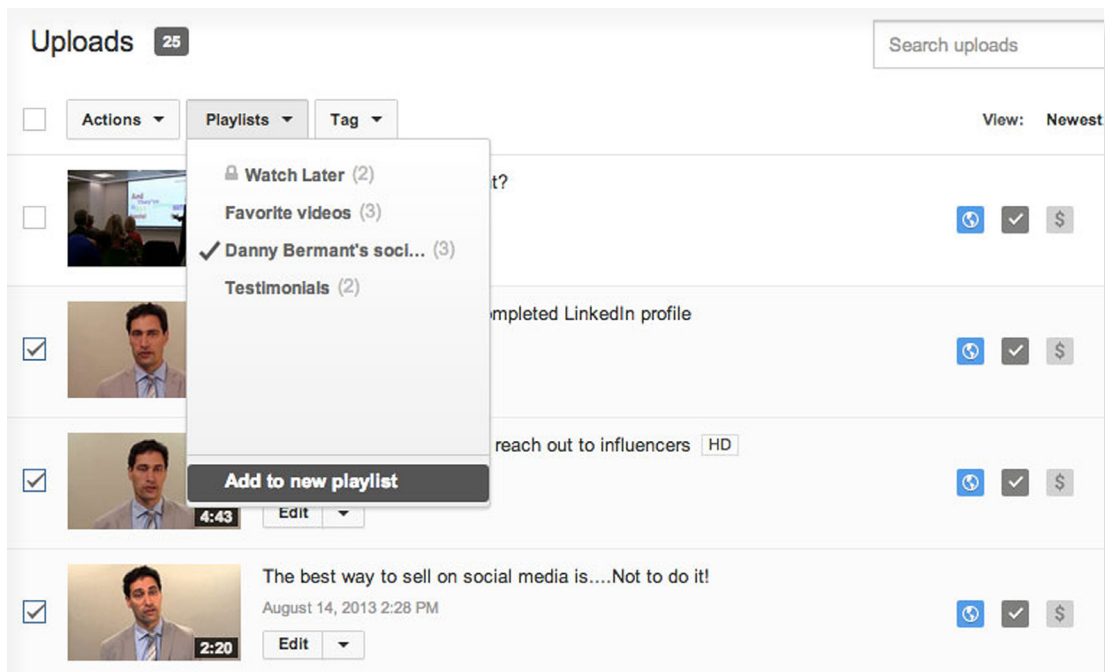 Uploads 25
Search uploads
Actions Playlists Tag
View: Newest
Watch Later (2)
t?
Favorite videos (3)
Danny Bermant's soci... (3)
Testimonials (2)
mpleted LinkedIn profile
reach out to influencers HD
Add to new playlist
4:43
Edit
The best way to sell on social media is....Not to do it!
August 14, 2013 2:28 PM
2:20
Edit